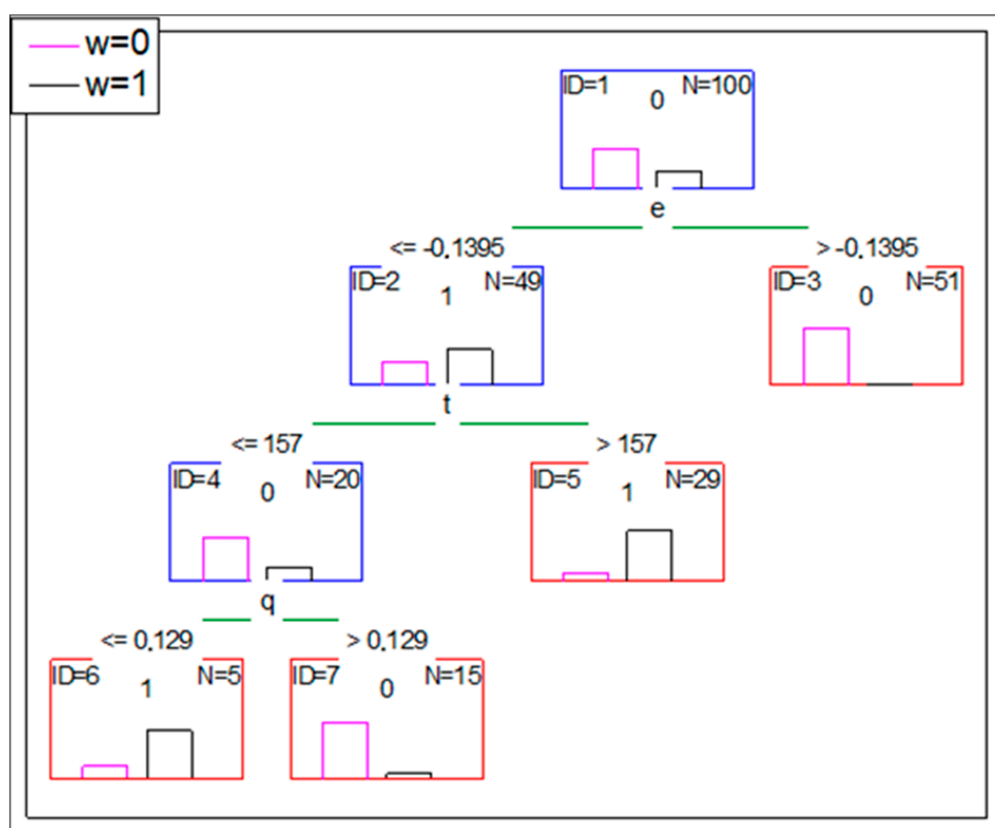 w=0
w=1
ID=1 N=100
0
e
<= -0.1395 > -0.1395
ID=2 N=49 ID=3 N=51
1 0
t
<= 157 > 157
ID=4 N=20 ID=5 N=29
0 1
q
<= 0.129 > 0.129
ID=6 N=5 ID=7 N=15
1 0